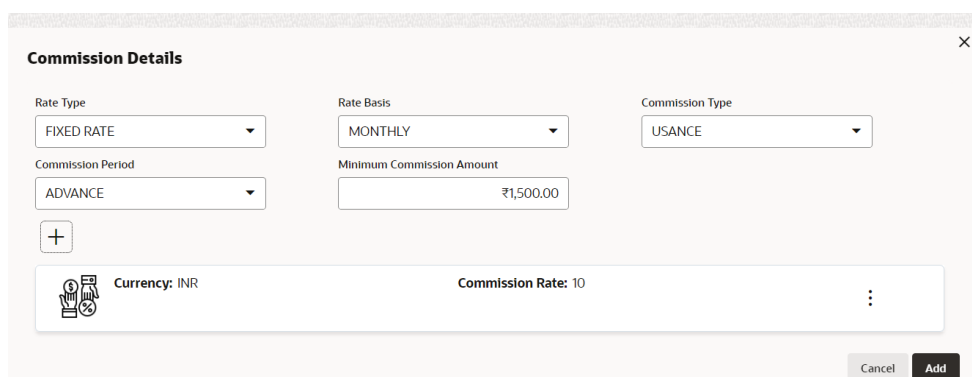 Commission Details
Rate Type Rate Basis Commission Type
FIXED RATE MONTHLY USANCE
Commission Period Minimum Commission Amount
ADVANCE ₹1,500.00
Currency: INR Commission Rate: 10
Cancel Add